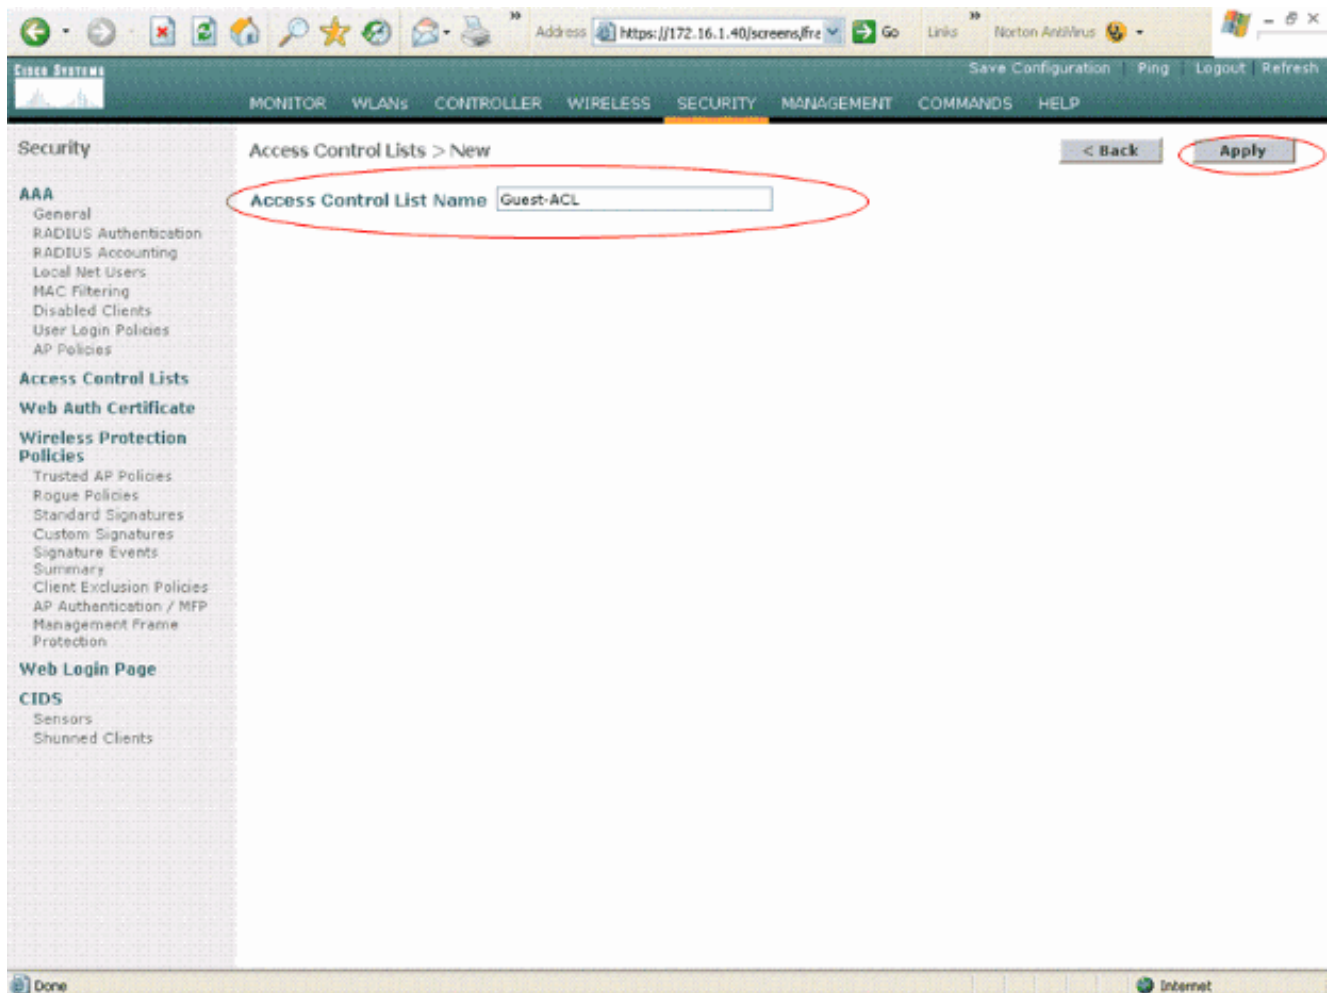 Address https://172.16.1.40/screens/fra Go Links Norton AntiVirus
CISCO SYSTEMS
Save Configuration Ping Logout Refresh
MONITOR WLANs CONTROLLER WIRELESS SECURITY MANAGEMENT COMMANDS HELP
Security
Access Control Lists > New
< Back
Apply
Access Control List Name Guest-ACL
AAA
General
RADIUS Authentication
RADIUS Accounting
Local Net Users
MAC Filtering
Disabled Clients
User Login Policies
AP Policies
Access Control Lists
Web Auth Certificate
Wireless Protection
Policies
Trusted AP Policies
Rogue Policies
Standard Signatures
Custom Signatures
Signature Events
Summary
Client Exclusion Policies
AP Authentication / MFP
Management Frame
Protection
Web Login Page
CIDS
Sensors
Shunned Clients
Done
Internet